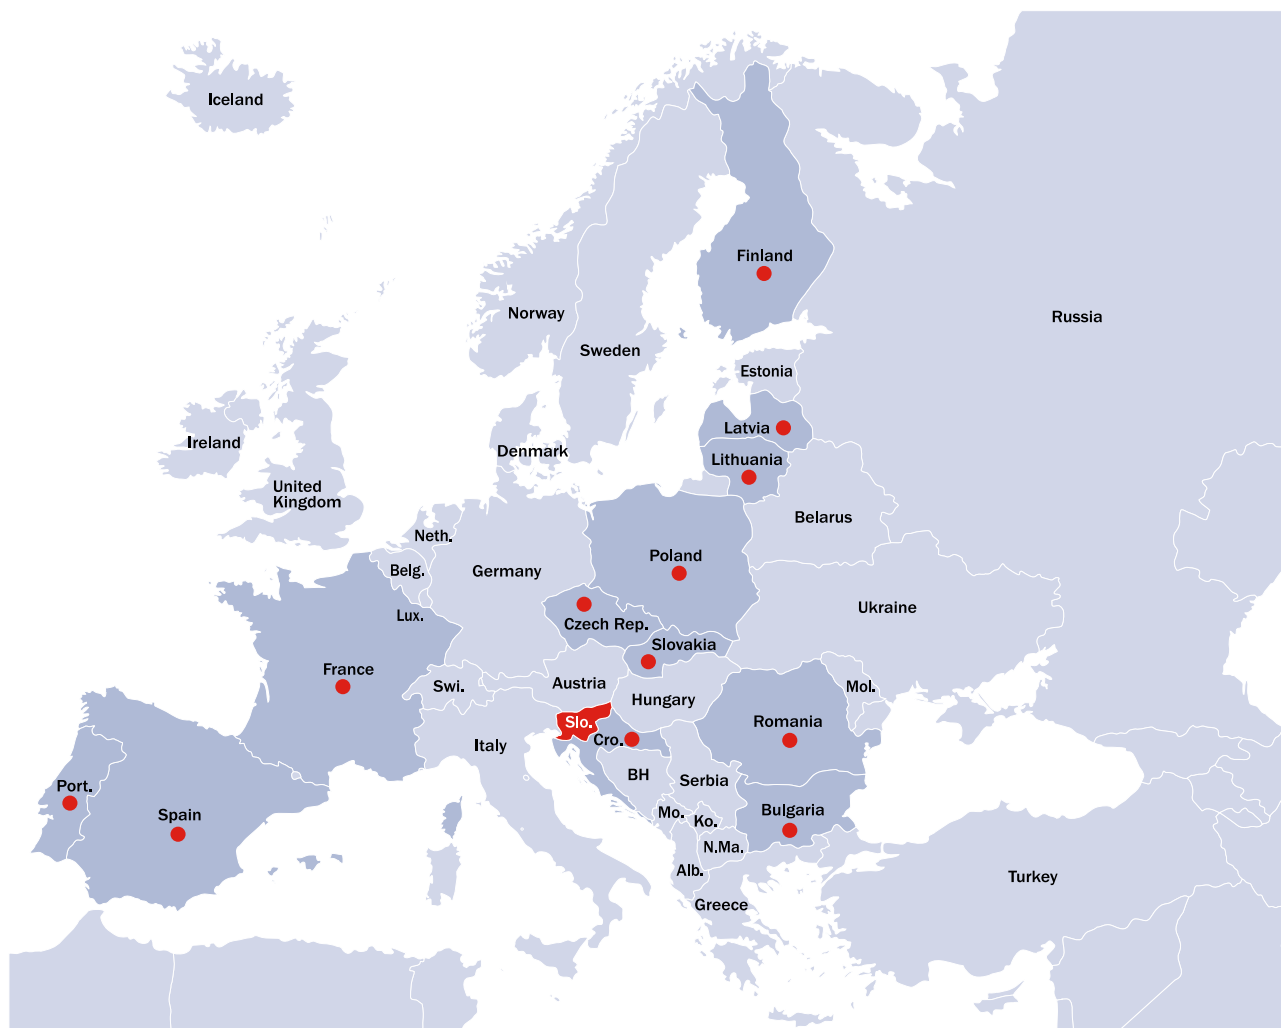 Iceland
Finland
Norway
Russia
Sweden
Estonia
Latvia
Ireland
Denmark
Lithuania
United
Kingdom
Belarus
Neth.
Poland
Belg.
Germany
Ukraine
Lux.
Czech Rep.
Slovakia
France
Swi.
Austria
Mol.
Hungary
Slo.
Romania
Cro.
Italy
BH
Serbia
Port.
Spain
Mo.
Ko.
Bulgaria
N.Ma.
Alb.
Turkey
Greece